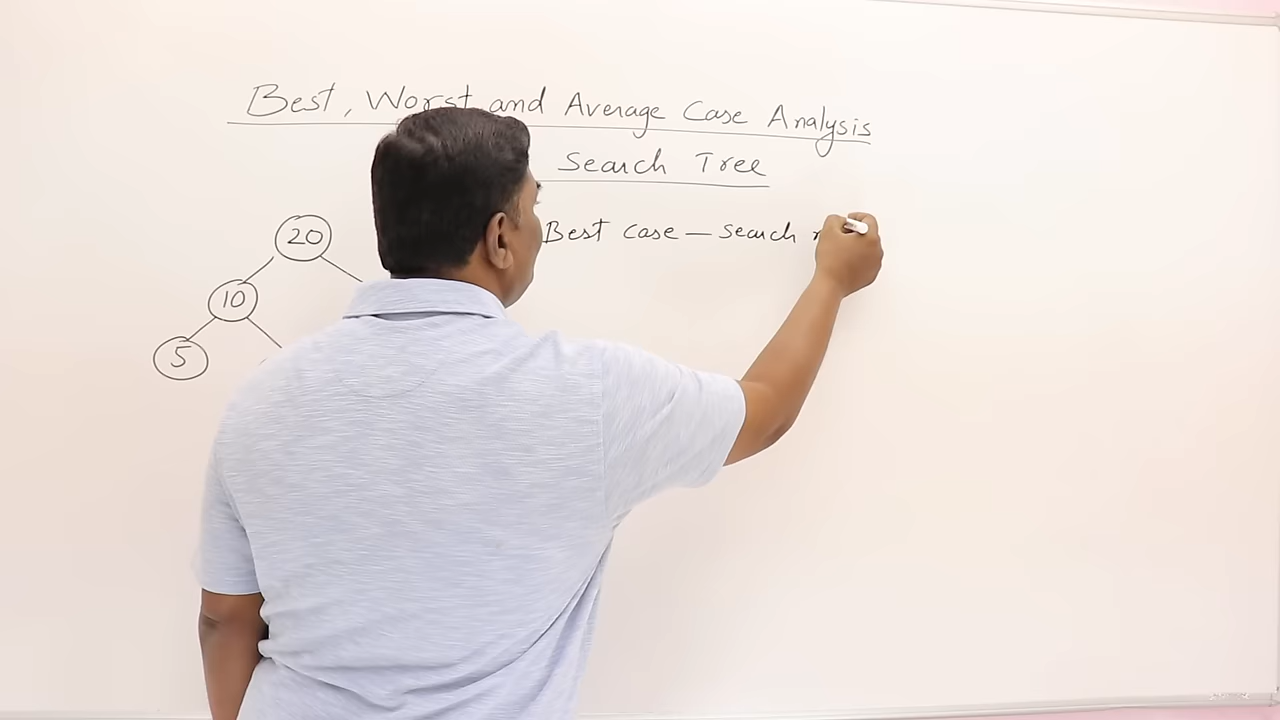 Best, Worst and Average Case Analysis
Search Tree
20
Best case — search
10
5